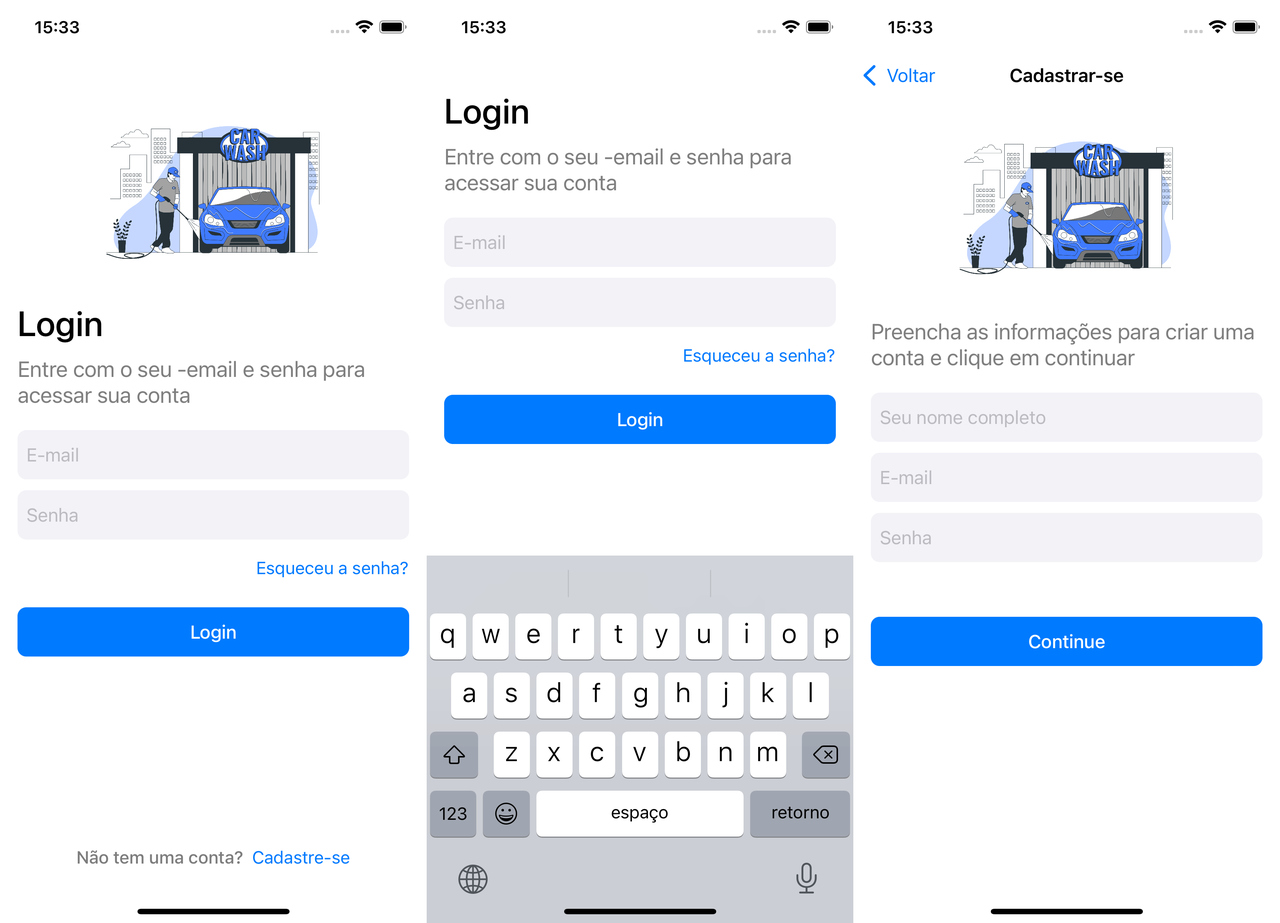 15:33
CAR
WASH
Login
Entre com o seu -email e senha para
acessar sua conta
E-mail
Senha
Esqueceu a senha?
Login
Não tem uma conta? Cadastre-se
15:33
Login
Entre com o seu -email e senha para
acessar sua conta
E-mail
Senha
Esqueceu a senha?
Login
q w e r t y u i o p
a s d f g h j k l
z x c v b n m
123 espaço retorno
15:33
Voltar Cadastrar-se
CAR
WASH
Preencha as informações para criar uma
conta e clique em continuar
Seu nome completo
E-mail
Senha
Continue